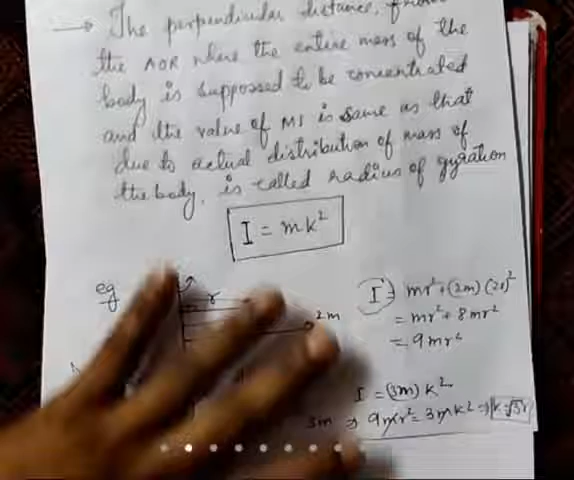 → The perpendicular distance, from
the AOR where the entire mass of the
body is supposed to be concentrated
and the value of MI is same as that
due to actual distribution of mass of
the body, is called radius of gyration
I = mk²
eg
r
2m
I = mr² + (2m)(2r)²
= mr² + 8mr²
= 9mr²
I = (3m)k²
3m ⇒ 9mr² = 3mk² ⇒ k = √3r